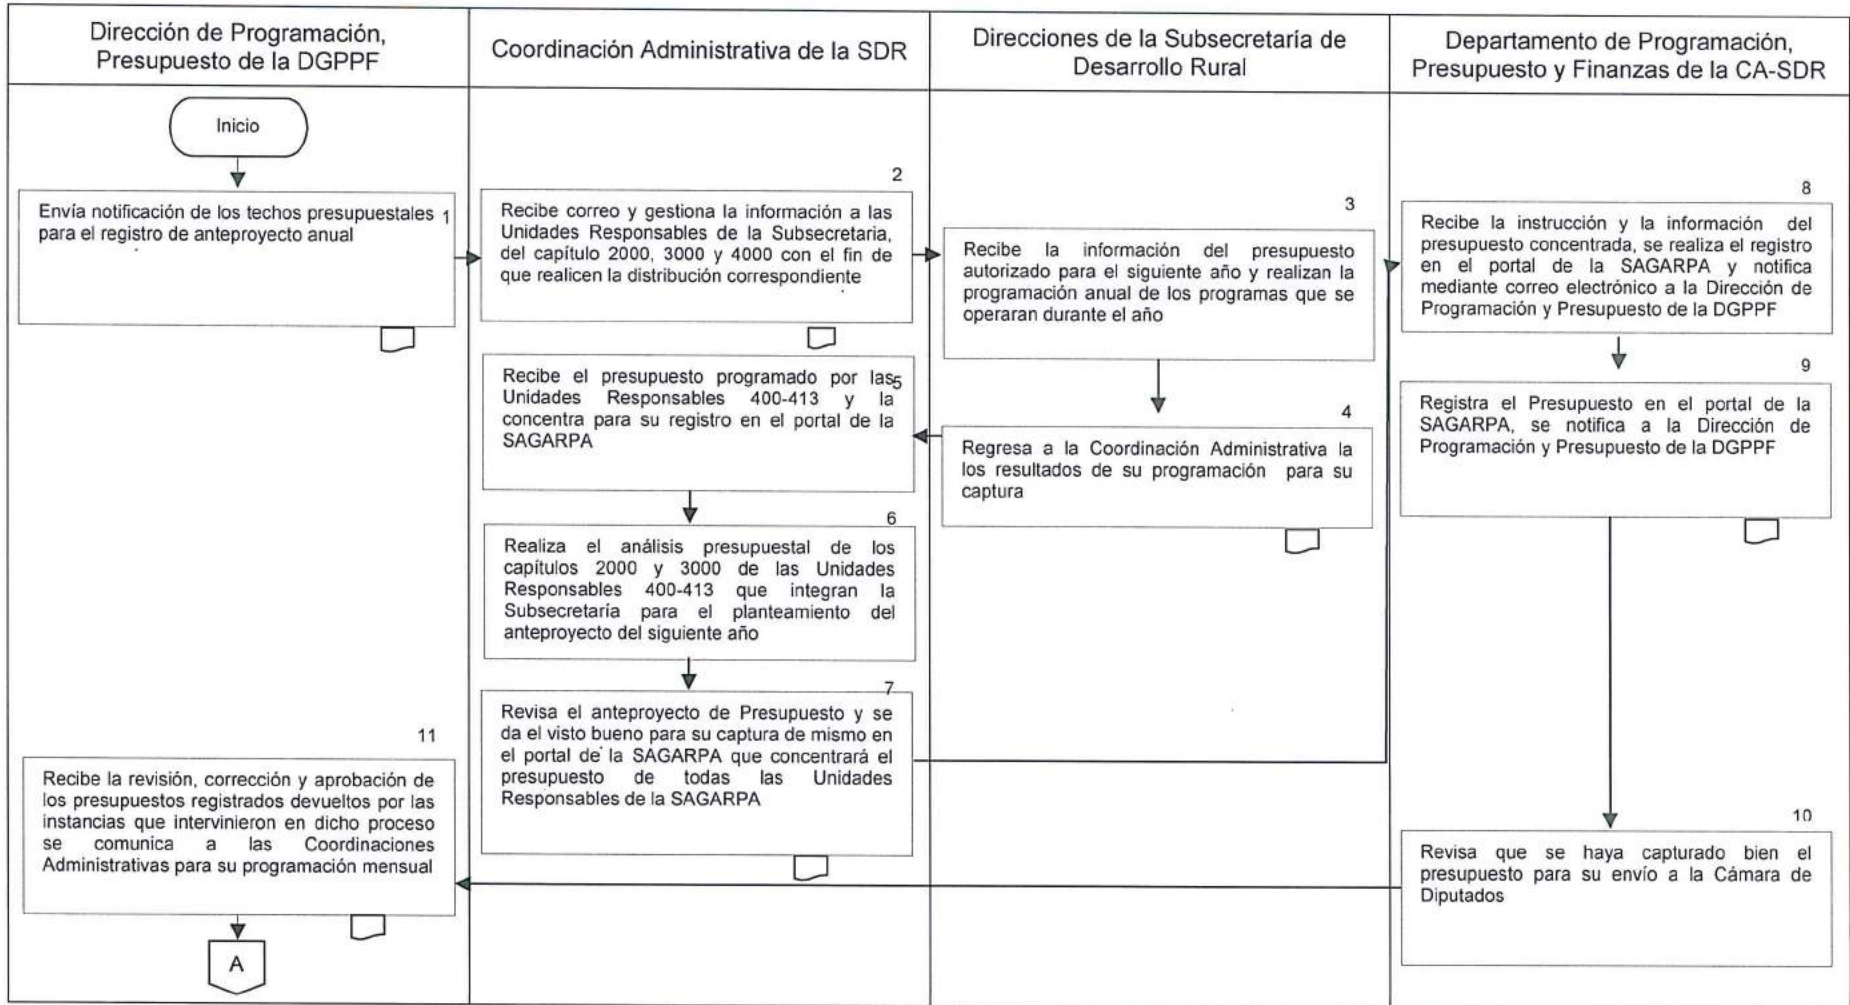 Dirección de Programación,
Presupuesto de la DGPPF
Coordinación Administrativa de la SDR
Direcciones de la Subsecretaría de
Desarrollo Rural
Departamento de Programación,
Presupuesto y Finanzas de la CA-SDR
Inicio
1
Envía notificación de los techos presupuestales
para el registro de anteproyecto anual
2
Recibe correo y gestiona la información a las
Unidades Responsables de la Subsecretaria,
del capítulo 2000, 3000 y 4000 con el fin de
que realicen la distribución correspondiente
3
Recibe la información del presupuesto
autorizado para el siguiente año y realizan la
programación anual de los programas que se
operaran durante el año
4
Regresa a la Coordinación Administrativa la
los resultados de su programación para su
captura
5
Recibe el presupuesto programado por las
Unidades Responsables 400-413 y la
concentra para su registro en el portal de la
SAGARPA
6
Realiza el análisis presupuestal de los
capítulos 2000 y 3000 de las Unidades
Responsables 400-413 que integran la
Subsecretaría para el planteamiento del
anteproyecto del siguiente año
7
Revisa el anteproyecto de Presupuesto y se
da el visto bueno para su captura de mismo en
el portal de la SAGARPA que concentrará el
presupuesto de todas las Unidades
Responsables de la SAGARPA
8
Recibe la instrucción y la información del
presupuesto concentrada, se realiza el registro
en el portal de la SAGARPA y notifica
mediante correo electrónico a la Dirección de
Programación y Presupuesto de la DGPPF
9
Registra el Presupuesto en el portal de la
SAGARPA, se notifica a la Dirección de
Programación y Presupuesto de la DGPPF
10
Revisa que se haya capturado bien el
presupuesto para su envío a la Cámara de
Diputados
11
Recibe la revisión, corrección y aprobación de
los presupuestos registrados devueltos por las
instancias que intervinieron en dicho proceso
se comunica a las Coordinaciones
Administrativas para su programación mensual
A